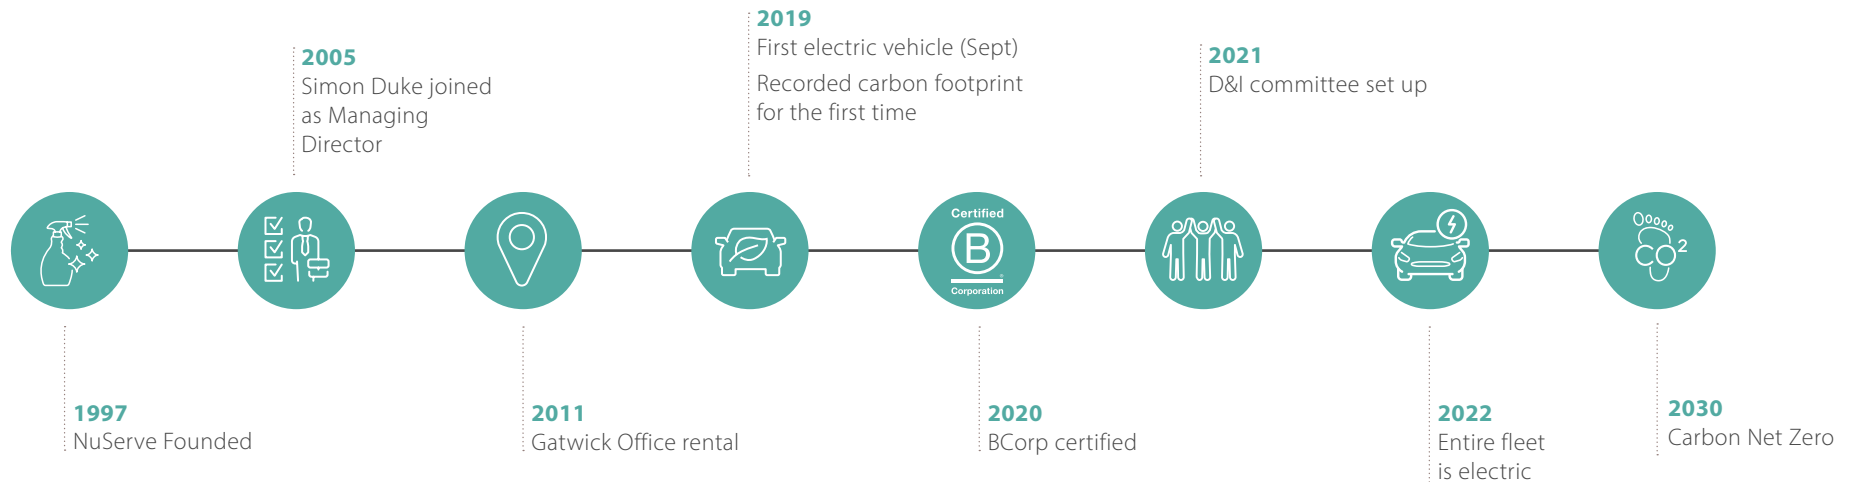 1997
NuServe Founded
2005
Simon Duke joined
as Managing
Director
2011
Gatwick Office rental
2019
First electric vehicle (Sept)
Recorded carbon footprint
for the first time
Certified
B
®
Corporation
2020
BCorp certified
2021
D&I committee set up
2022
Entire fleet
is electric
CO²
2030
Carbon Net Zero